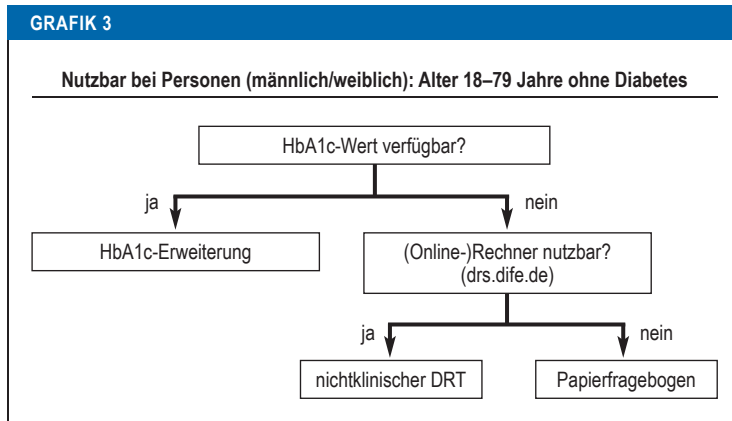 GRAFIK 3
Nutzbar bei Personen (männlich/weiblich): Alter 18–79 Jahre ohne Diabetes
HbA1c-Wert verfügbar?
ja
nein
HbA1c-Erweiterung
(Online-)Rechner nutzbar?
(drs.dife.de)
ja
nein
nichtklinischer DRT
Papierfragebogen